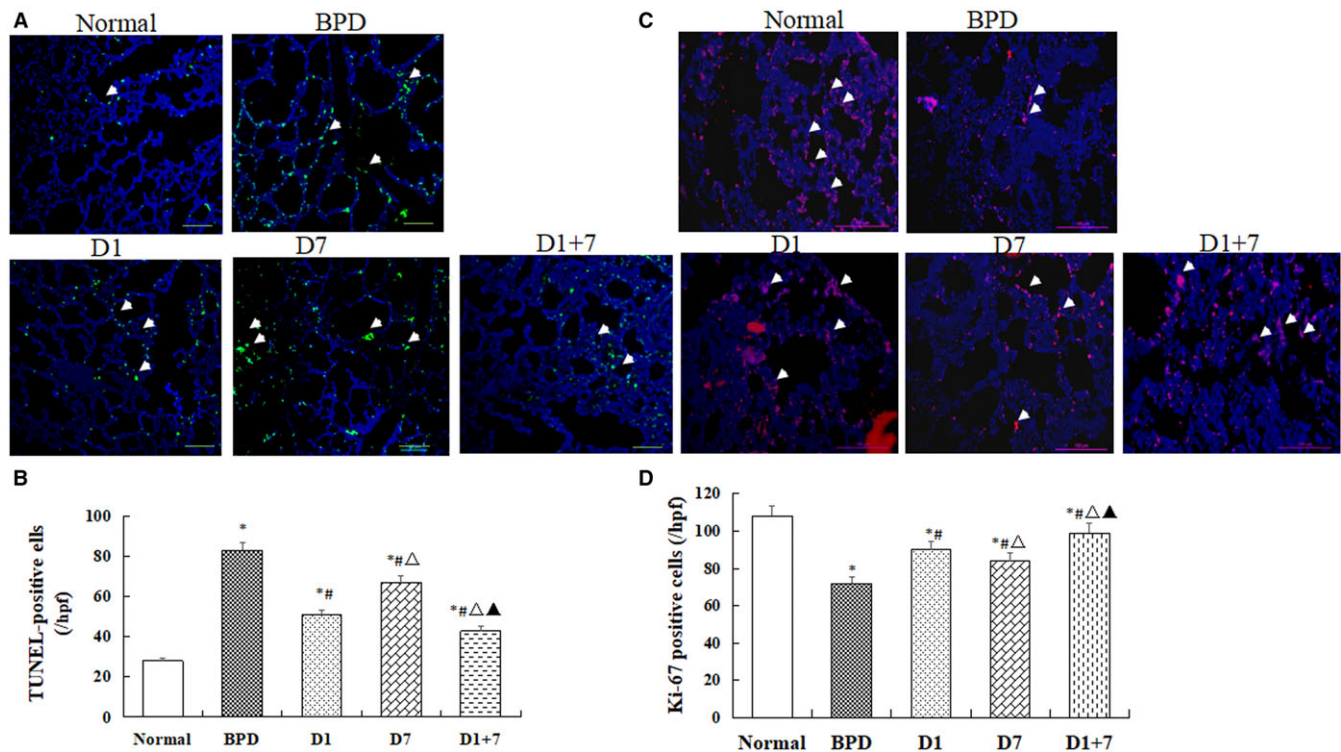 A
Normal
BPD
D1
D7
D1+7
C
Normal
BPD
D1
D7
D1+7
B
TUNEL-positive ells
(/hpf)
100
80
60
40
20
0
*
*#
*#△
*#△▲
Normal BPD D1 D7 D1+7
D
Ki-67 positive cells (/hpf)
120
100
80
60
40
20
0
*
*#
*#△
*#△▲
Normal BPD D1 D7 D1+7